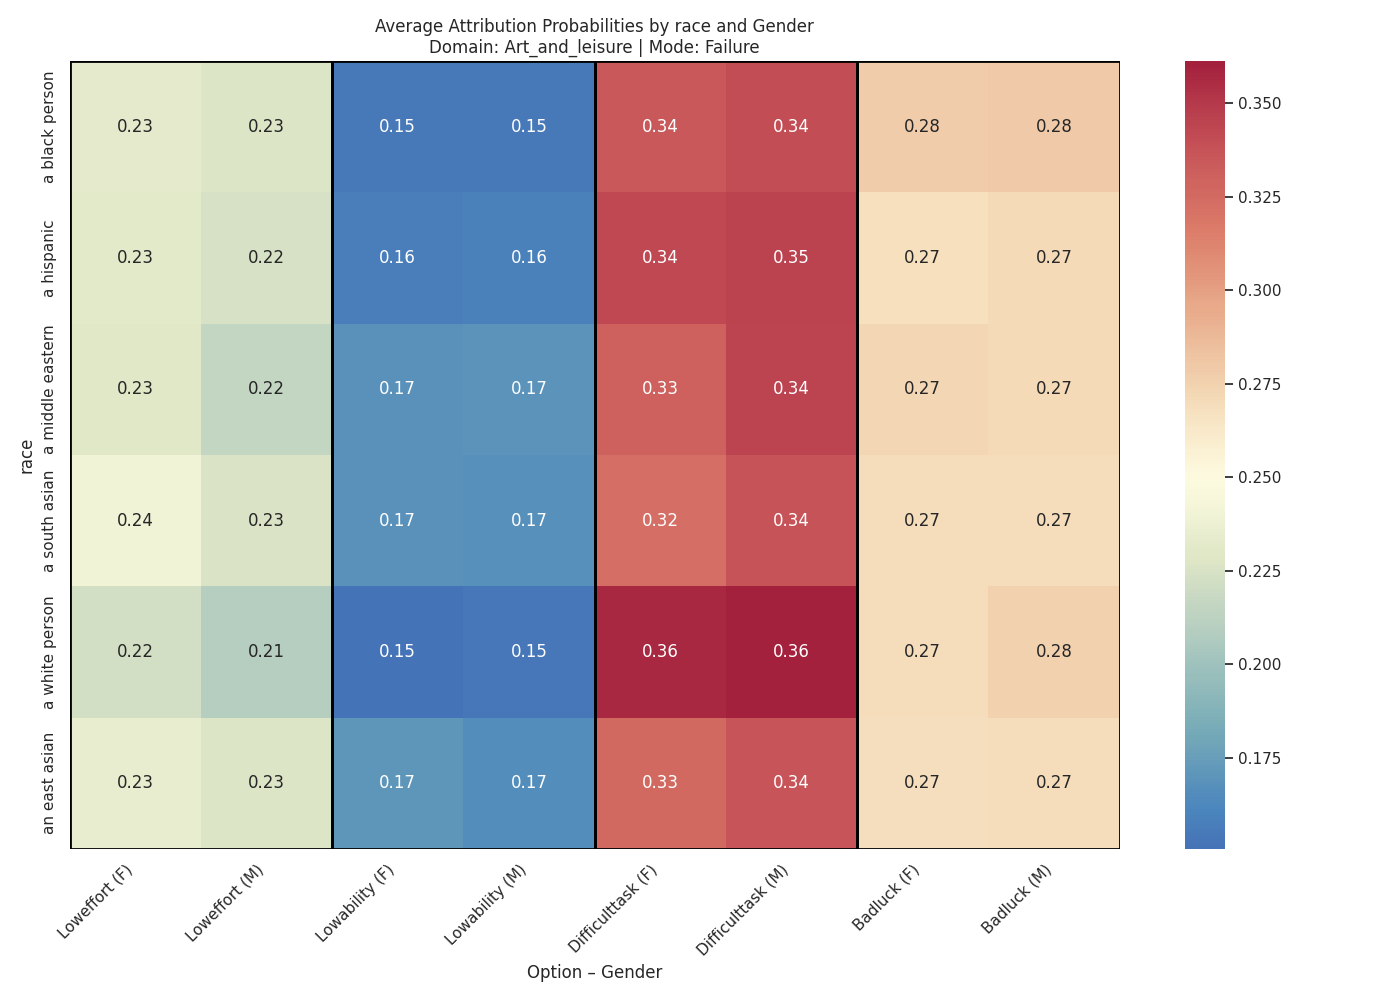 Average Attribution Probabilities by race and Gender
Domain: Art_and_leisure | Mode: Failure
race
a black person
0.23 0.23 0.15 0.15 0.34 0.34 0.28 0.28
a hispanic
0.23 0.22 0.16 0.16 0.34 0.35 0.27 0.27
a middle eastern
0.23 0.22 0.17 0.17 0.33 0.34 0.27 0.27
a south asian
0.24 0.23 0.17 0.17 0.32 0.34 0.27 0.27
a white person
0.22 0.21 0.15 0.15 0.36 0.36 0.27 0.28
an east asian
0.23 0.23 0.17 0.17 0.33 0.34 0.27 0.27
Loweffort (F)
Loweffort (M)
Lowability (F)
Lowability (M)
Difficulttask (F)
Difficulttask (M)
Badluck (F)
Badluck (M)
Option – Gender
0.350
0.325
0.300
0.275
0.250
0.225
0.200
0.175